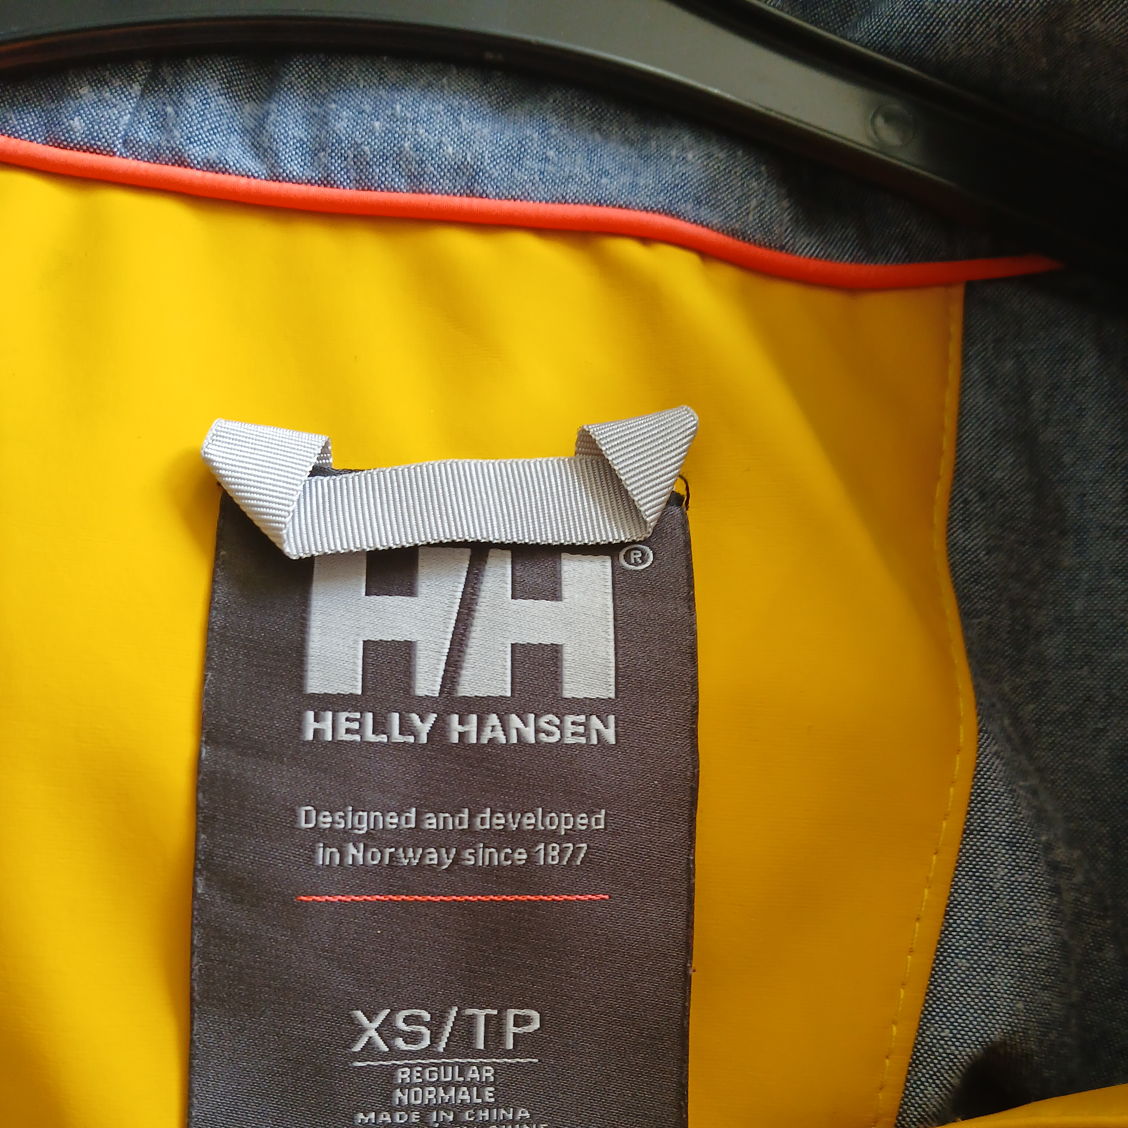 HH®
HELLY HANSEN
Designed and developed
in Norway since 1877
XS/TP
REGULAR
NORMALE
MADE IN CHINA